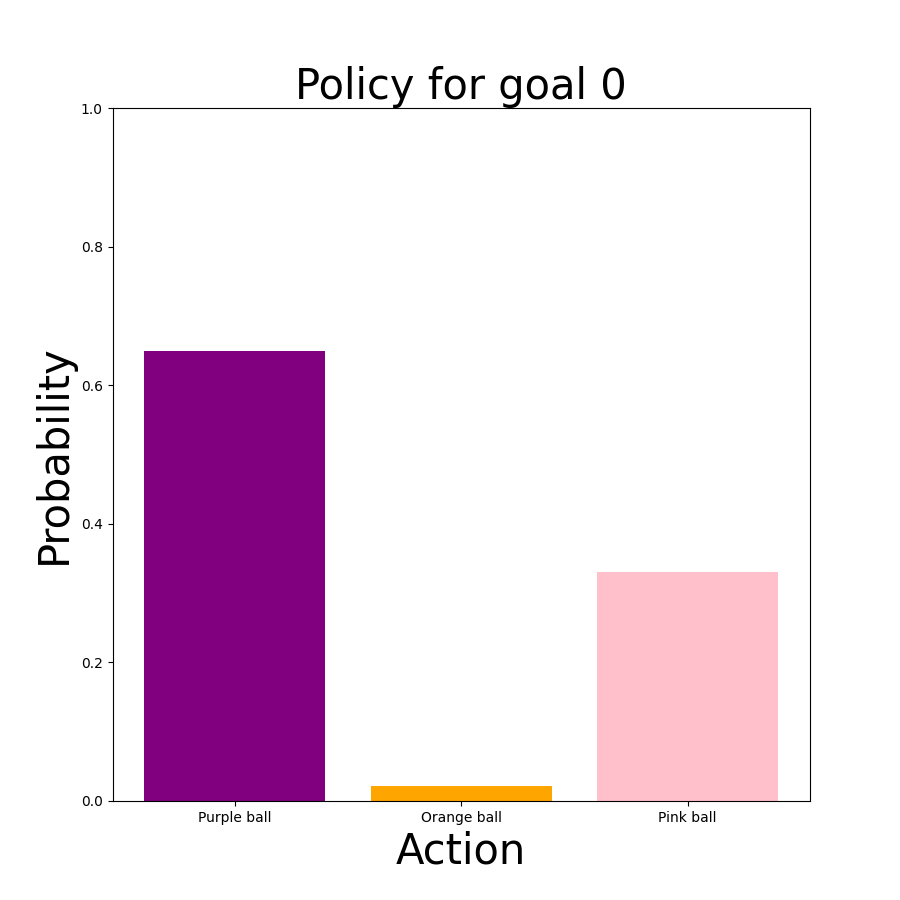 Policy for goal 0
1.0
0.8
0.6
0.4
0.2
0.0
Probability
Purple ball
Orange ball
Pink ball
Action